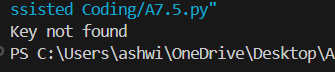 ssisted Coding/A7.5.py"
Key not found
PS C:\Users\ashwi\OneDrive\Desktop\A